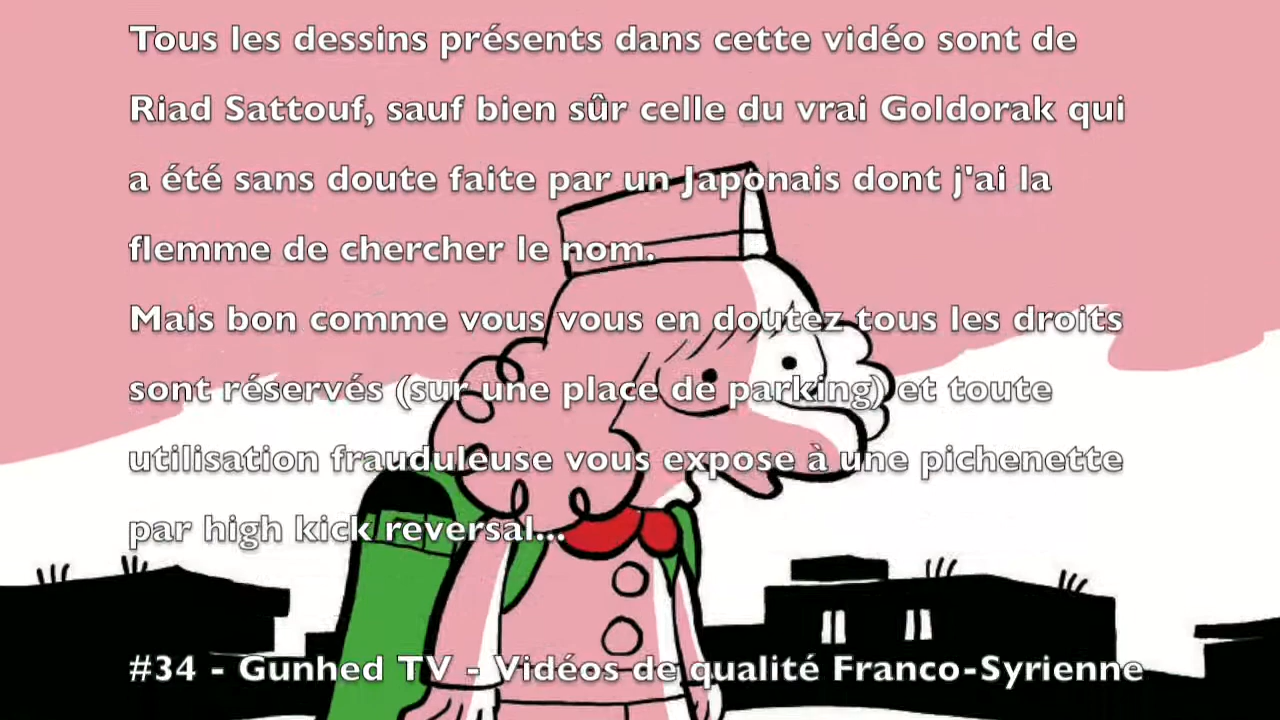 Tous les dessins présents dans cette vidéo sont de
Riad Sattouf, sauf bien sûr celle du vrai Goldorak qui
a été sans doute faite par un Japonais dont j'ai la
flemme de chercher le nom.
Mais bon comme vous vous en doutez tous les droits
sont réservés (sur une place de parking) et toute
utilisation frauduleuse vous expose à une pichenette
par high kick reversal...
#34 - Gunhed TV - Vidéos de qualité Franco-Syrienne